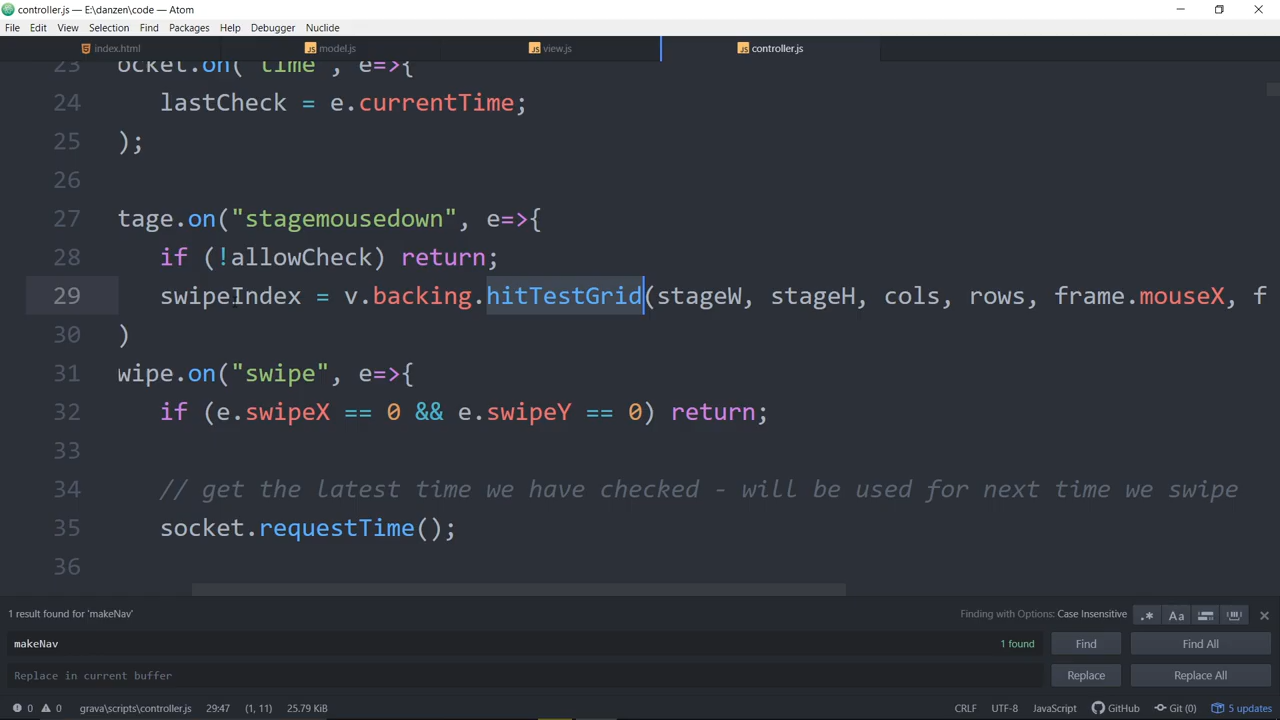 controller.js — E:\danzen\code — Atom
File Edit View Selection Find Packages Help Debugger Nuclide
index.html model.js view.js controller.js
23 ocket.on("time", e=>{
24 lastCheck = e.currentTime;
25 );
26
27 tage.on("stagemousedown", e=>{
28 if (!allowCheck) return;
29 swipeIndex = v.backing.hitTestGrid(stageW, stageH, cols, rows, frame.mouseX, f
30 )
31 wipe.on("swipe", e=>{
32 if (e.swipeX == 0 && e.swipeY == 0) return;
33
34 // get the latest time we have checked - will be used for next time we swipe
35 socket.requestTime();
36
1 result found for 'makeNav' Finding with Options: Case Insensitive .* Aa
makeNav 1 found Find Find All
Replace in current buffer Replace Replace All
0 0 grava\scripts\controller.js 29:47 (1, 11) 25.79 KiB CRLF UTF-8 JavaScript GitHub Git (0) 5 updates